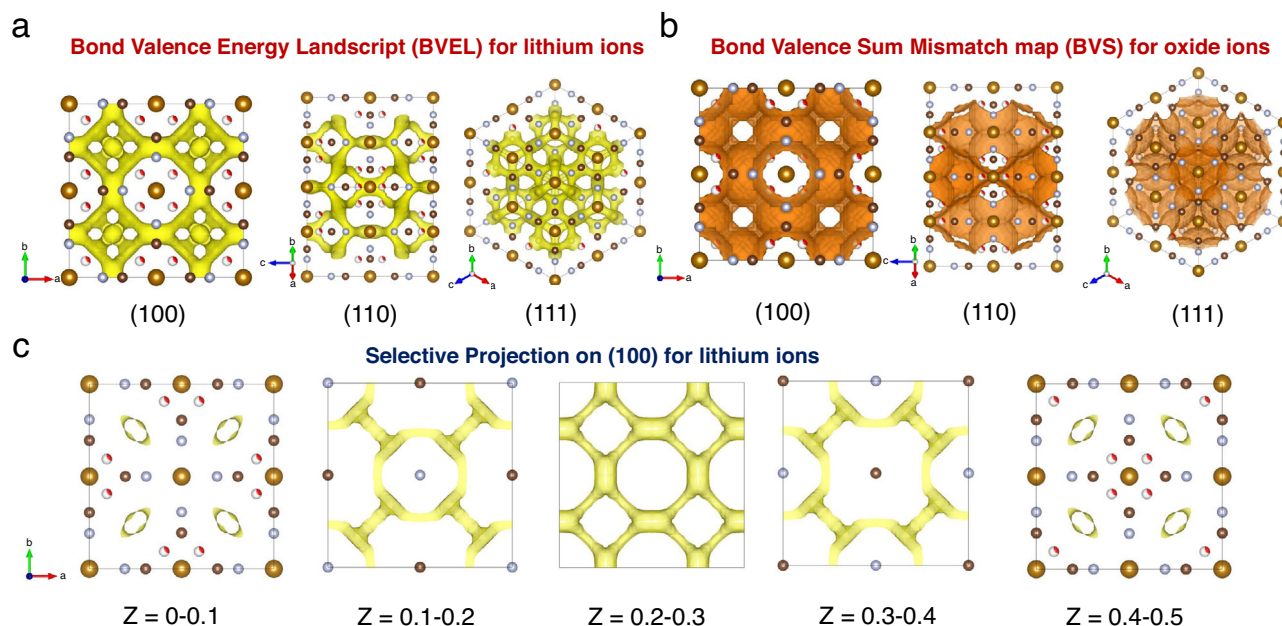 a
Bond Valence Energy Landscript (BVEL) for lithium ions
b
a
(100)
c
b
a
(110)
b
c
a
(111)
b
Bond Valence Sum Mismatch map (BVS) for oxide ions
b
a
(100)
c
b
a
(110)
b
c
a
(111)
c
Selective Projection on (100) for lithium ions
b
a
Z = 0-0.1
Z = 0.1-0.2
Z = 0.2-0.3
Z = 0.3-0.4
Z = 0.4-0.5